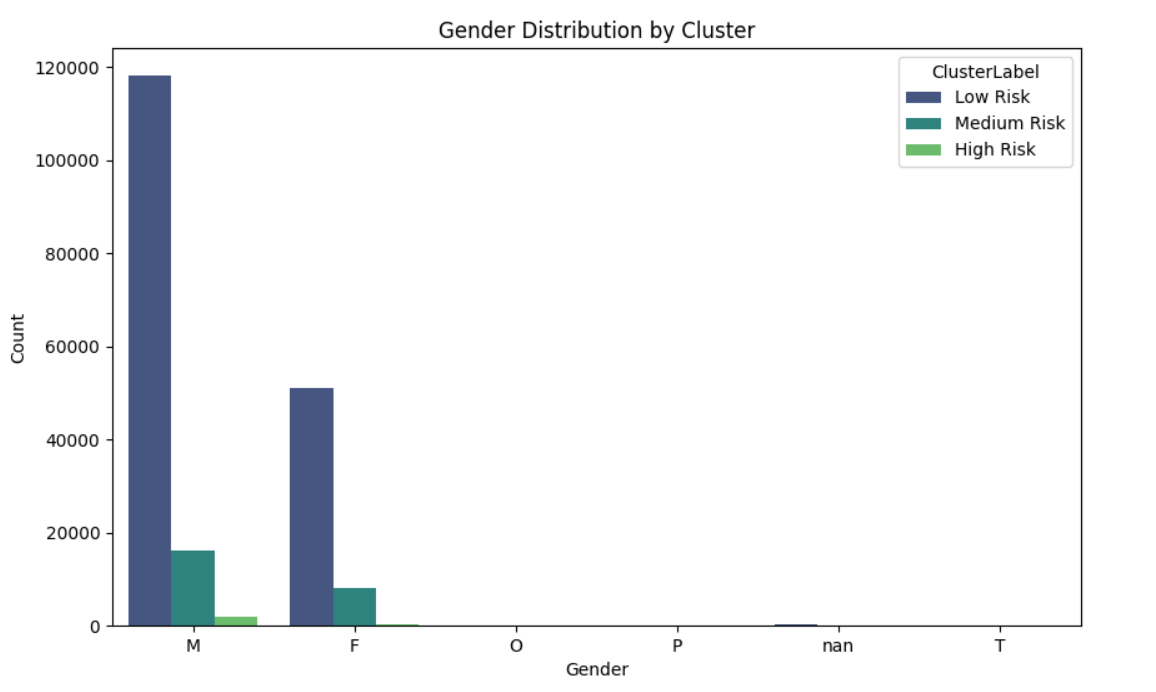 Gender Distribution by Cluster
ClusterLabel
Low Risk
Medium Risk
High Risk
120000
100000
80000
60000
40000
20000
0
Count
M F O P nan T
Gender